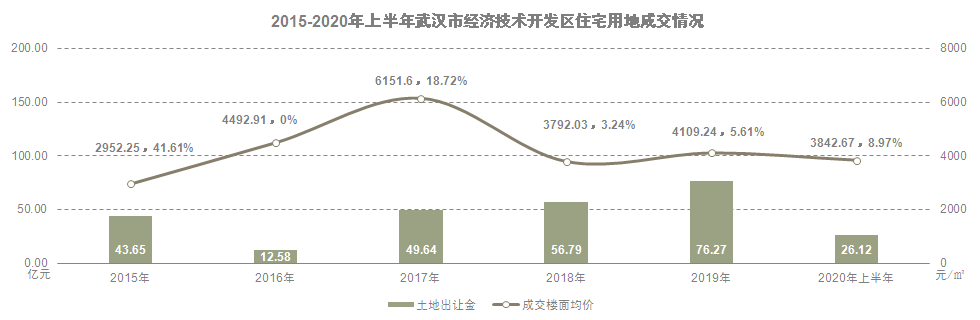 2015-2020年上半年武汉市经济技术开发区住宅用地成交情况
200.00
150.00
100.00
50.00
0.00
亿元
8000
6000
4000
2000
0
元/㎡
2952.25，41.61%
4492.91，0%
6151.6，18.72%
3792.03，3.24%
4109.24，5.61%
3842.67，8.97%
43.65
12.58
49.64
56.79
76.27
26.12
2015年
2016年
2017年
2018年
2019年
2020年上半年
土地出让金
成交楼面均价